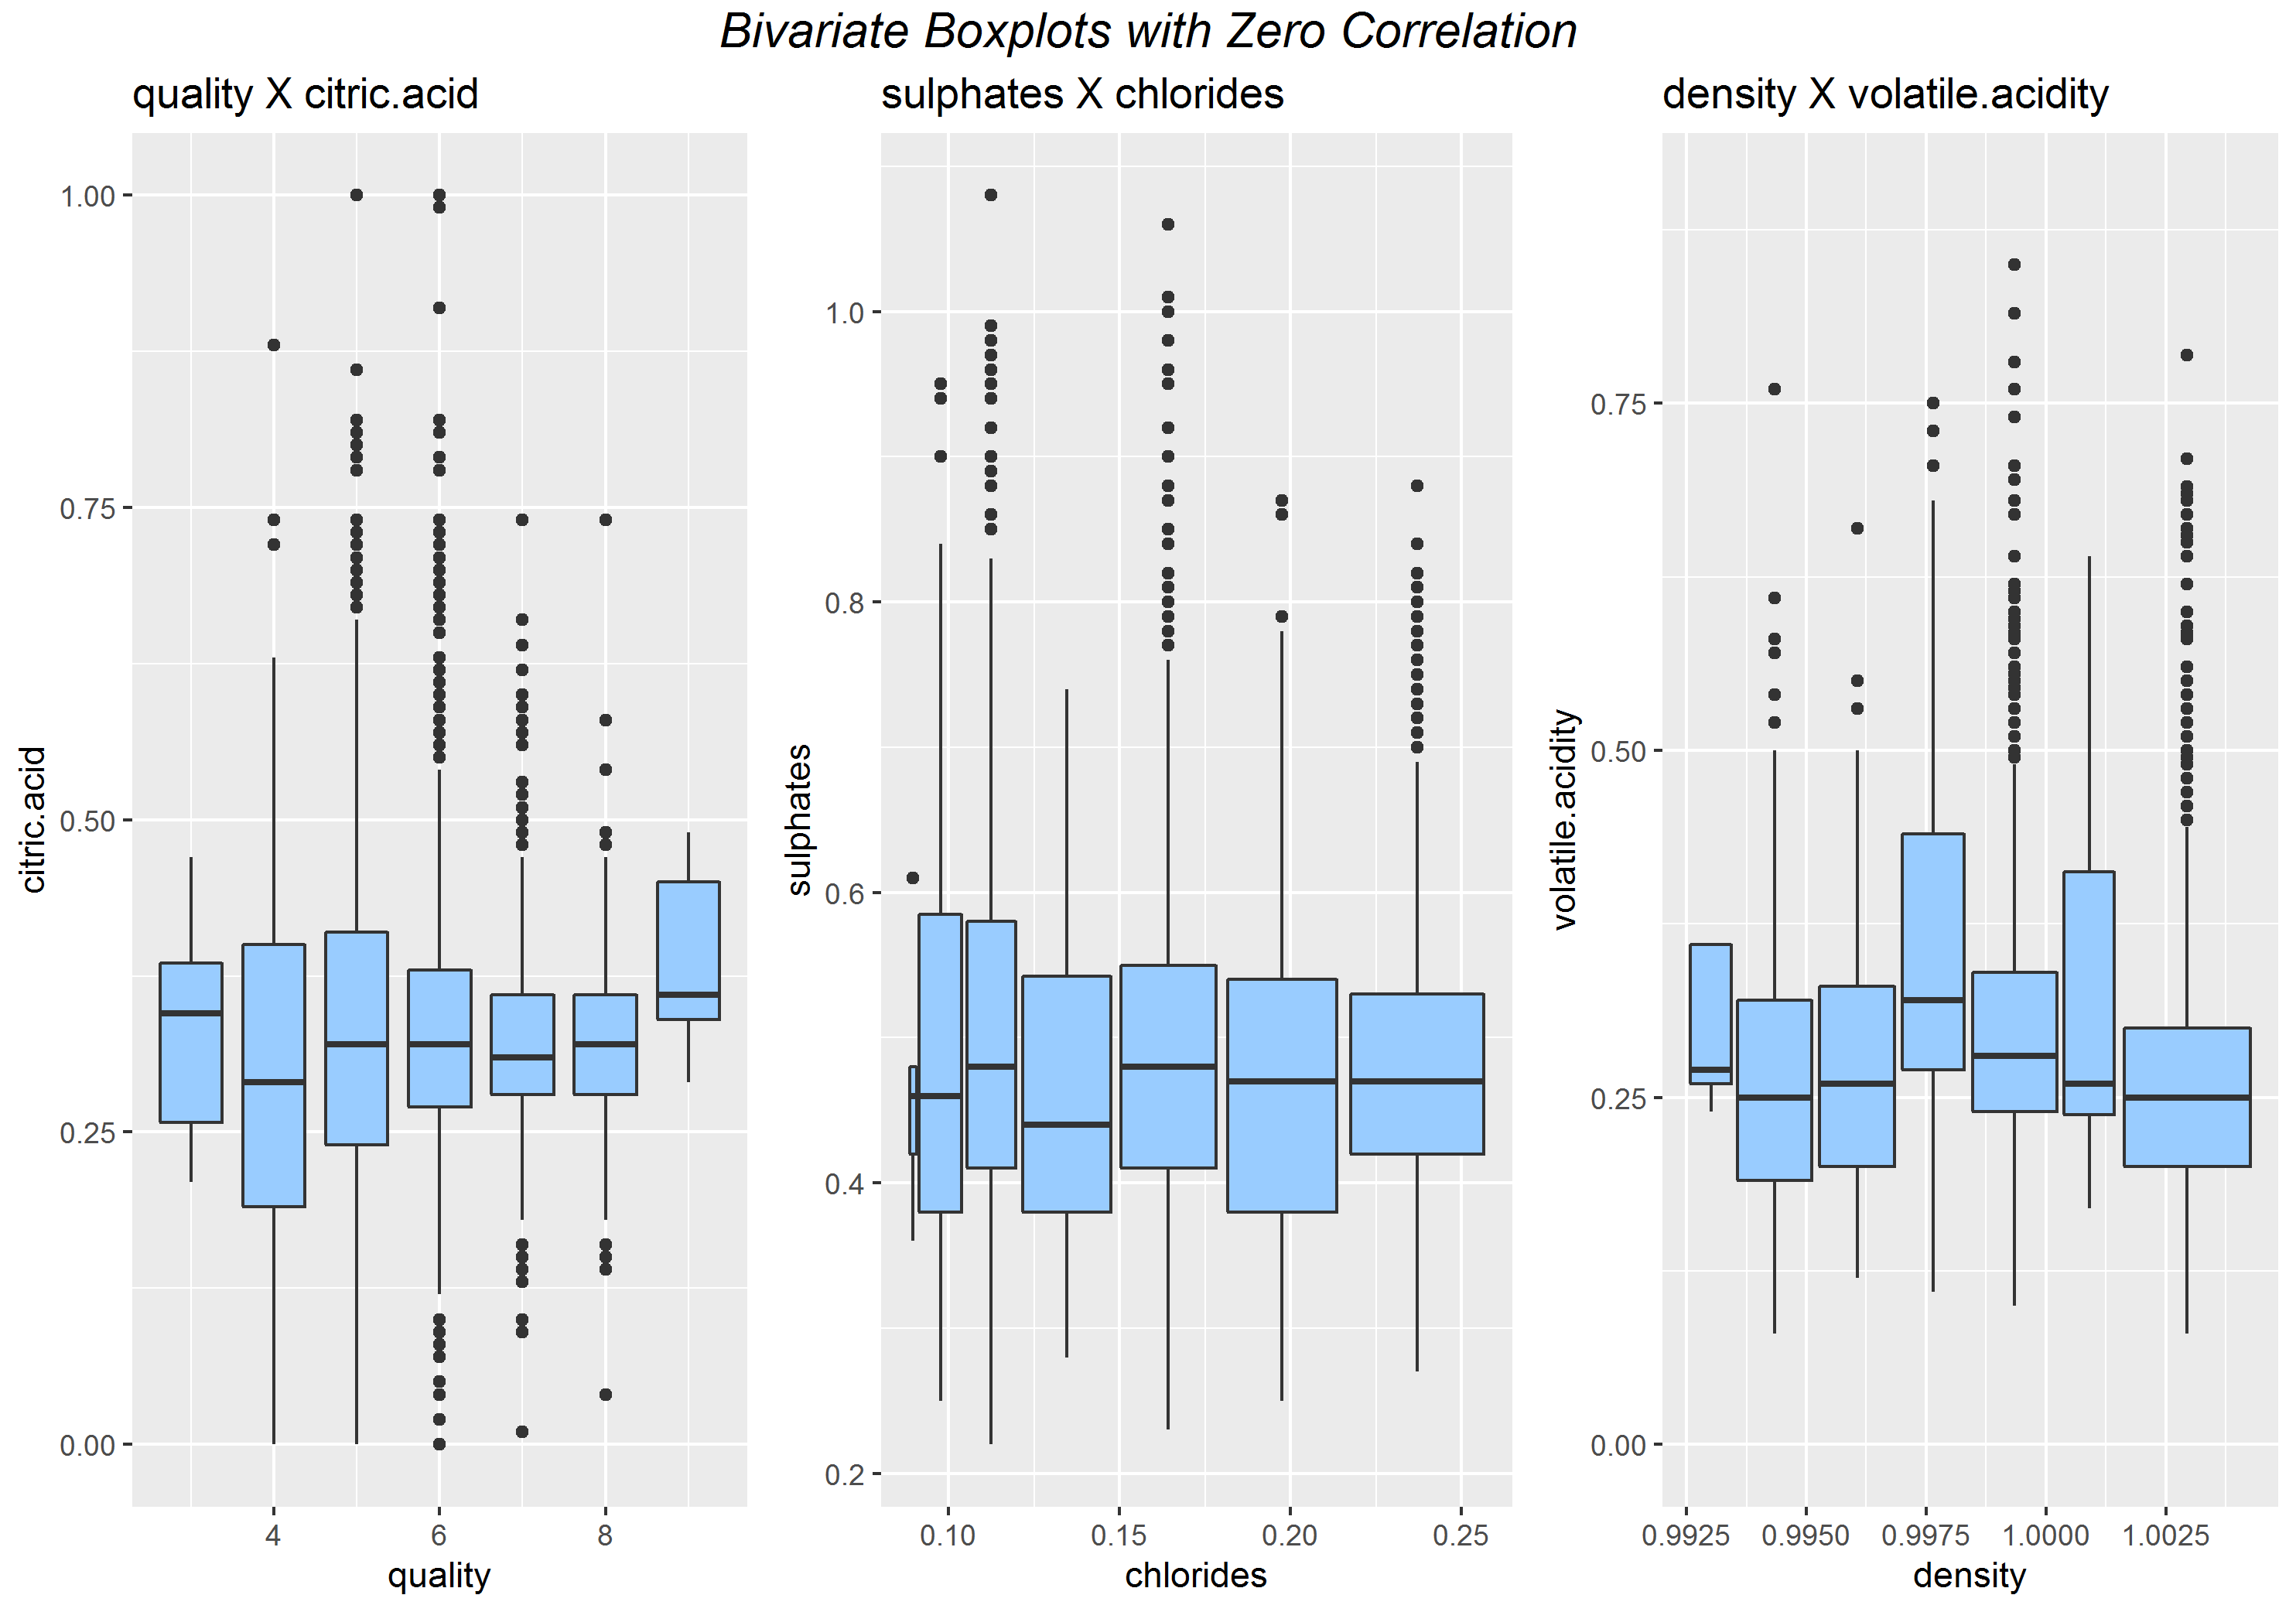 Bivariate Boxplots with Zero Correlation
quality X citric.acid
citric.acid
1.00
0.75
0.50
0.25
0.00
4 6 8
quality
sulphates X chlorides
sulphates
1.0
0.8
0.6
0.4
0.2
0.10 0.15 0.20 0.25
chlorides
density X volatile.acidity
volatile.acidity
0.75
0.50
0.25
0.00
0.9925 0.9950 0.9975 1.0000 1.0025
density